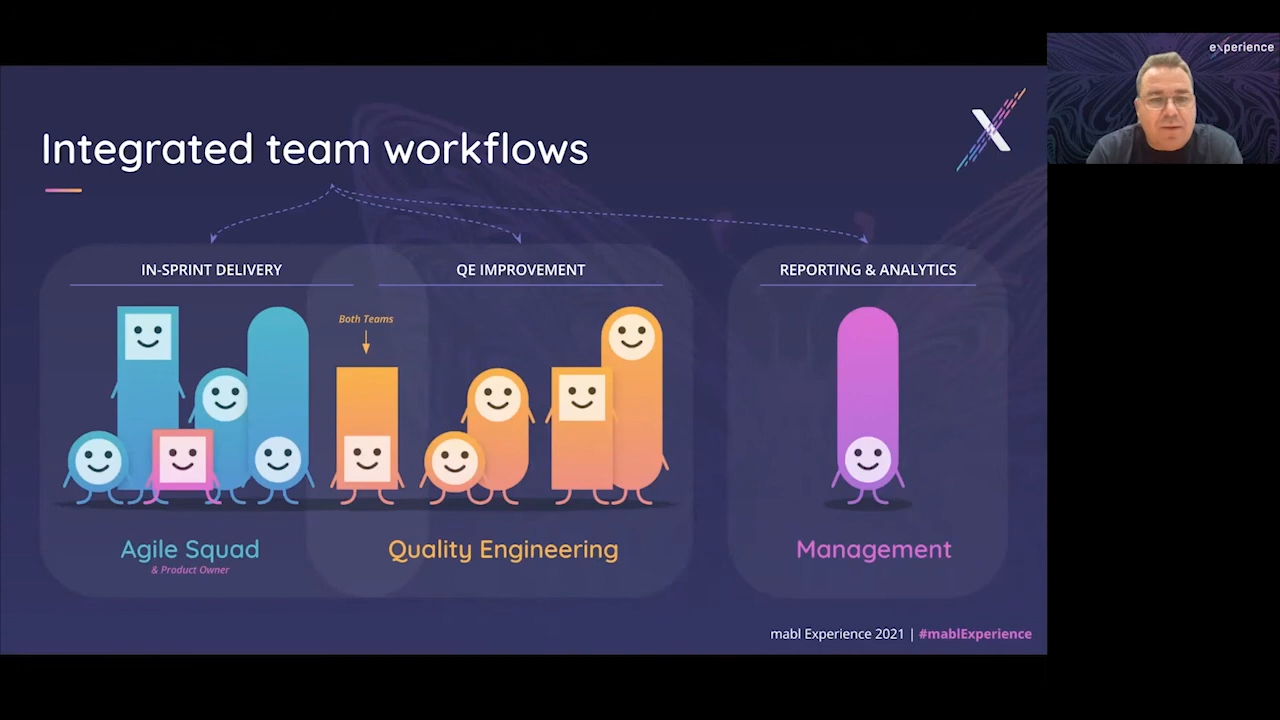 experience
Integrated team workflows
IN-SPRINT DELIVERY
QE IMPROVEMENT
REPORTING & ANALYTICS
Both Teams
Agile Squad
& Product Owner
Quality Engineering
Management
mabl Experience 2021 | #mablExperience